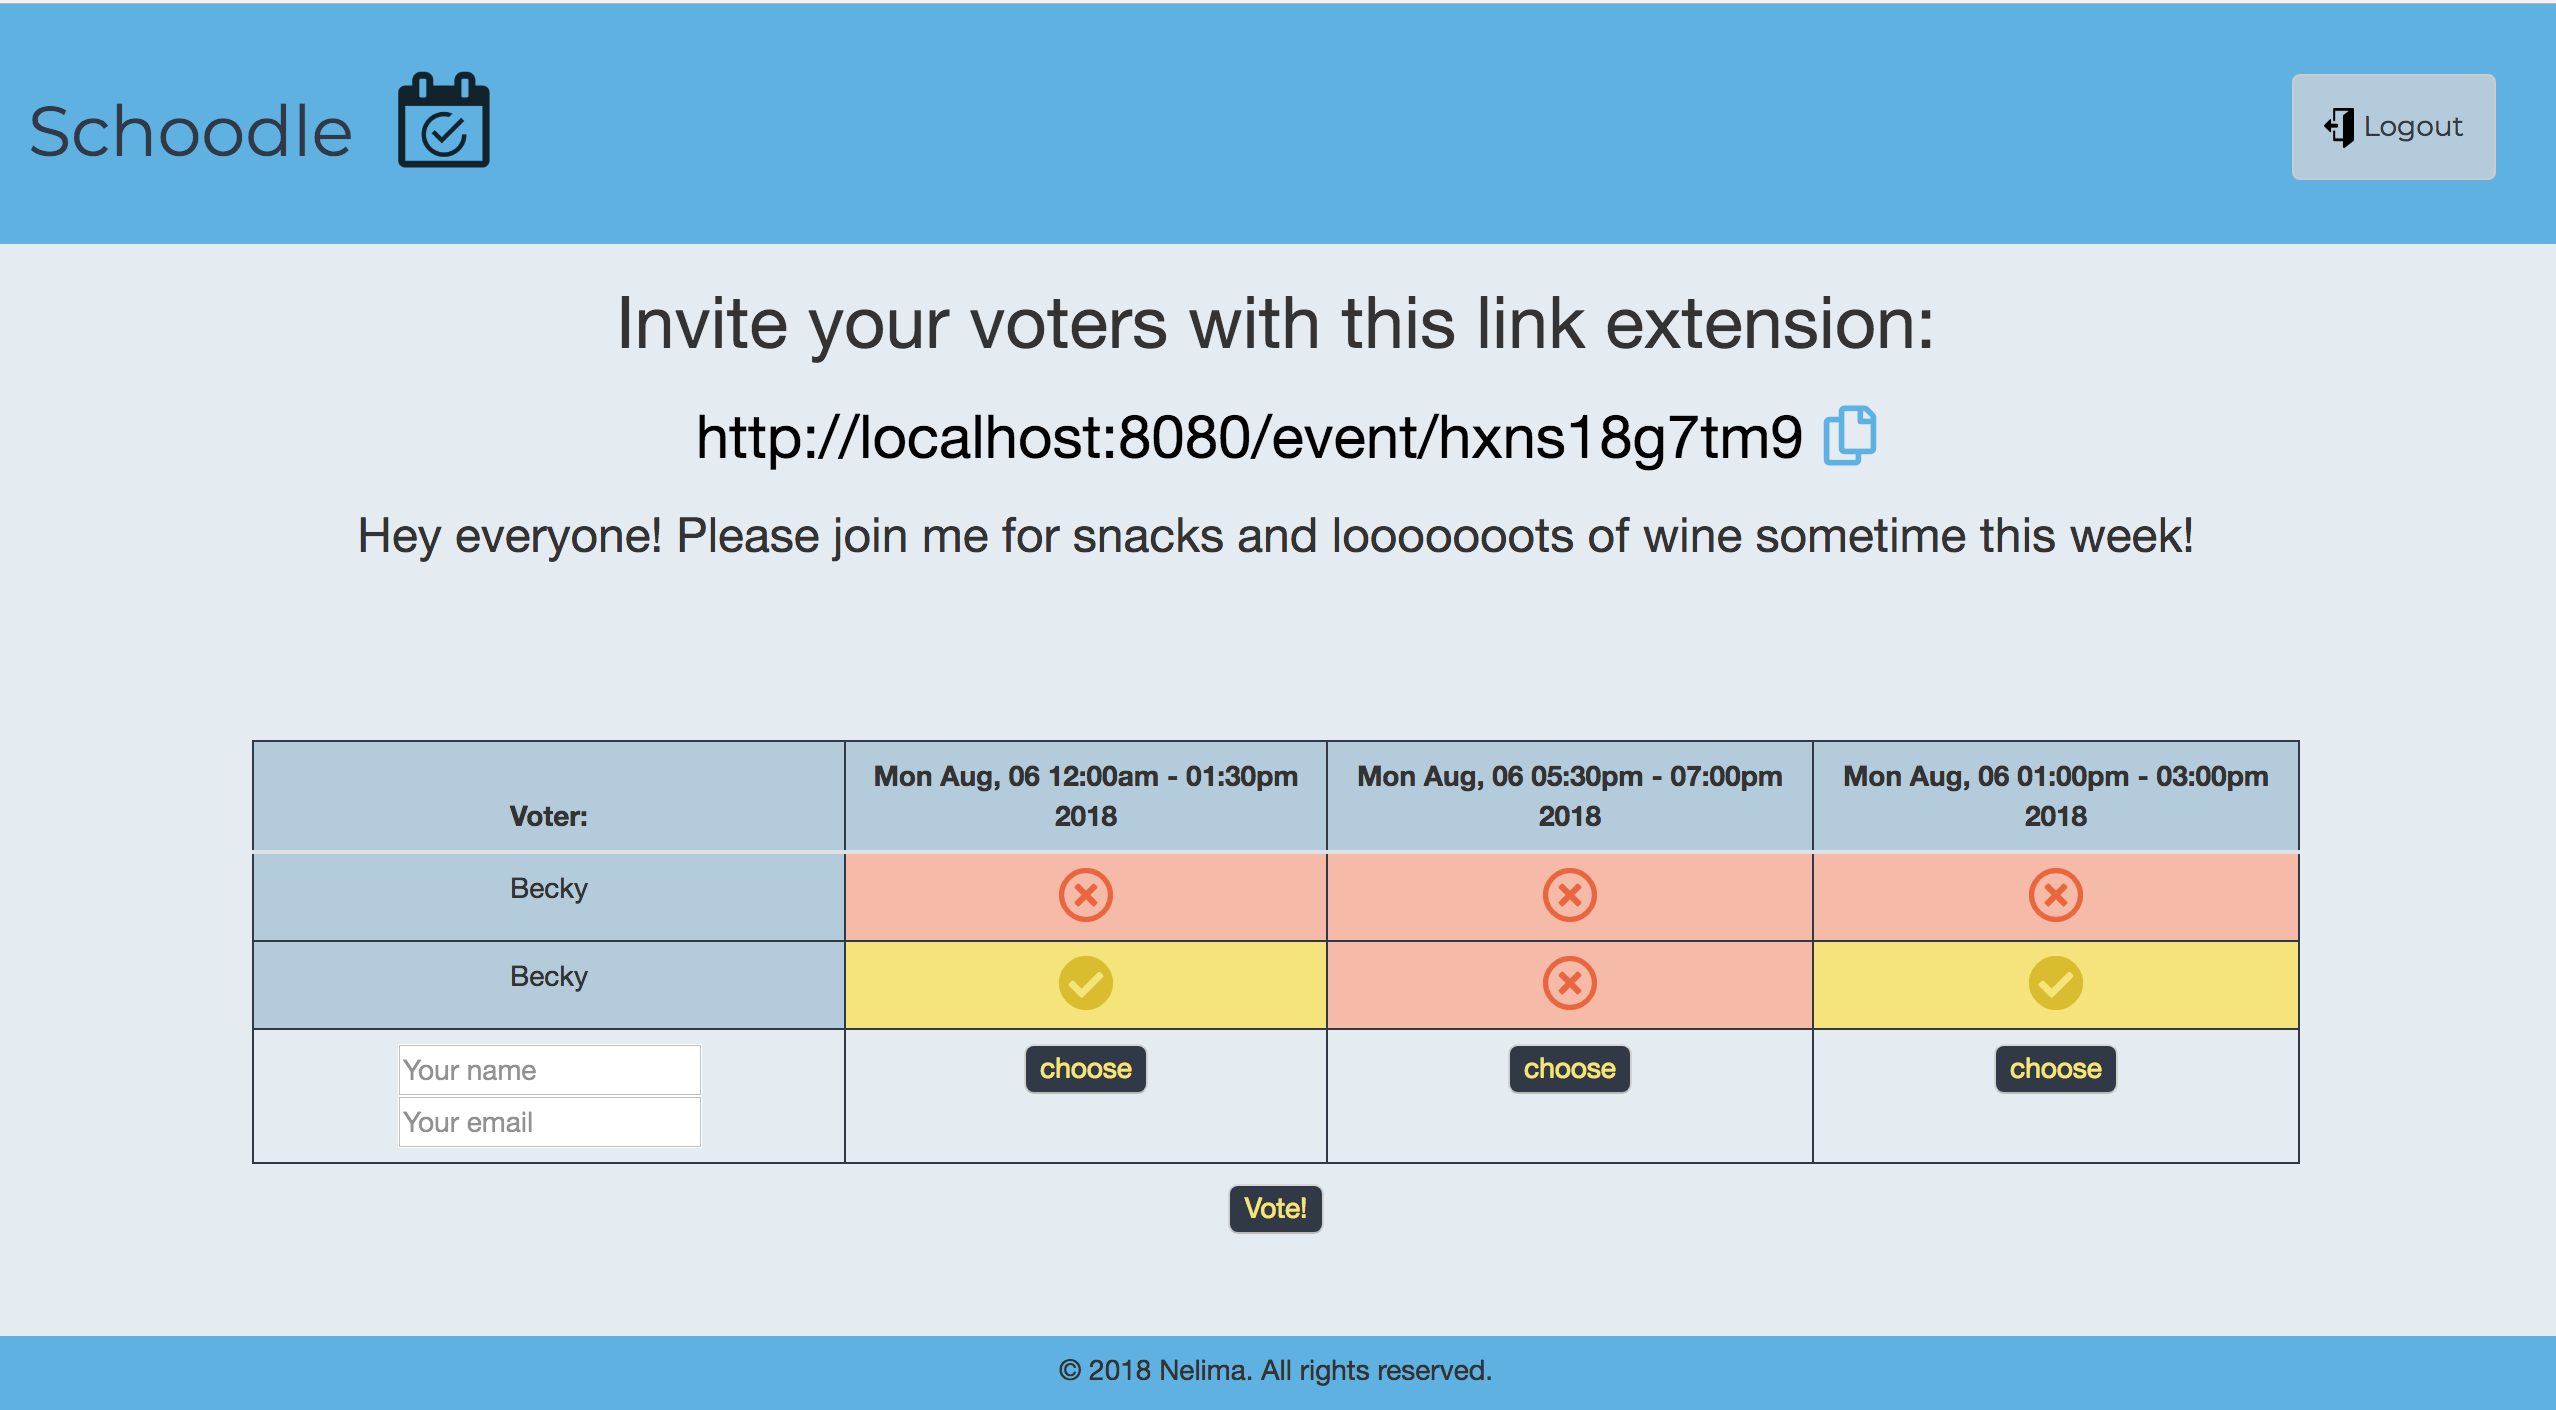 Schoodle
Logout
Invite your voters with this link extension:
http://localhost:8080/event/hxns18g7tm9
Hey everyone! Please join me for snacks and looooooots of wine sometime this week!
Voter:
Mon Aug, 06 12:00am - 01:30pm
2018
Mon Aug, 06 05:30pm - 07:00pm
2018
Mon Aug, 06 01:00pm - 03:00pm
2018
Becky
Becky
Your name
Your email
choose
choose
choose
Vote!
© 2018 Nelima. All rights reserved.